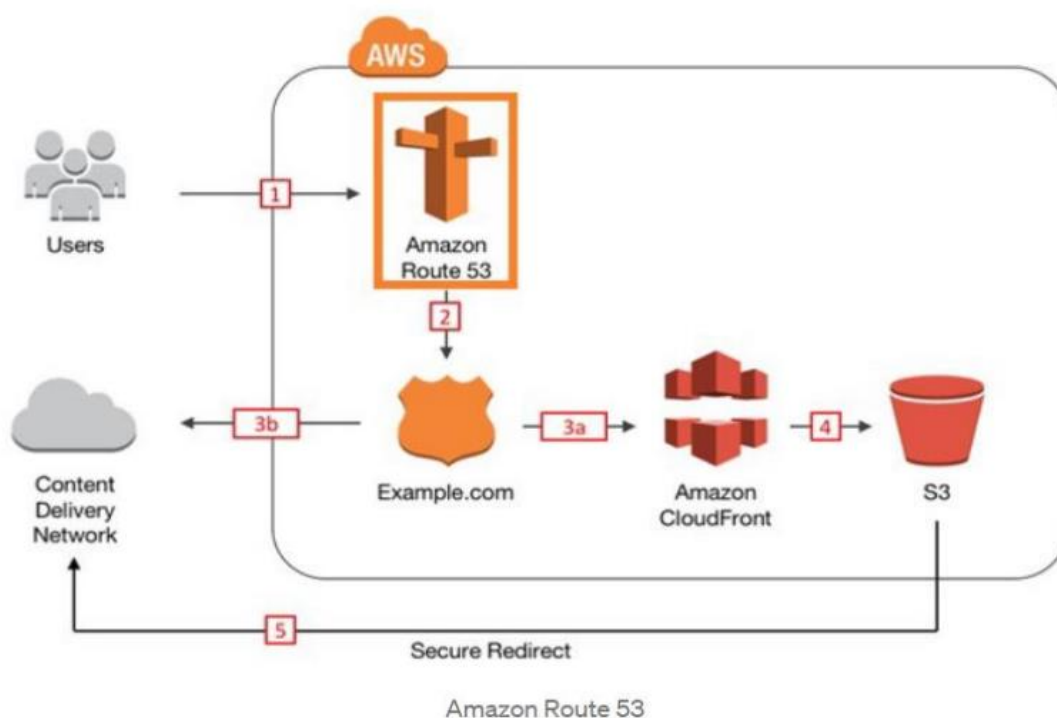 AWS
Users
1
Amazon
Route 53
2
Content
Delivery
Network
3b
Example.com
3a
Amazon
CloudFront
4
S3
5
Secure Redirect
Amazon Route 53